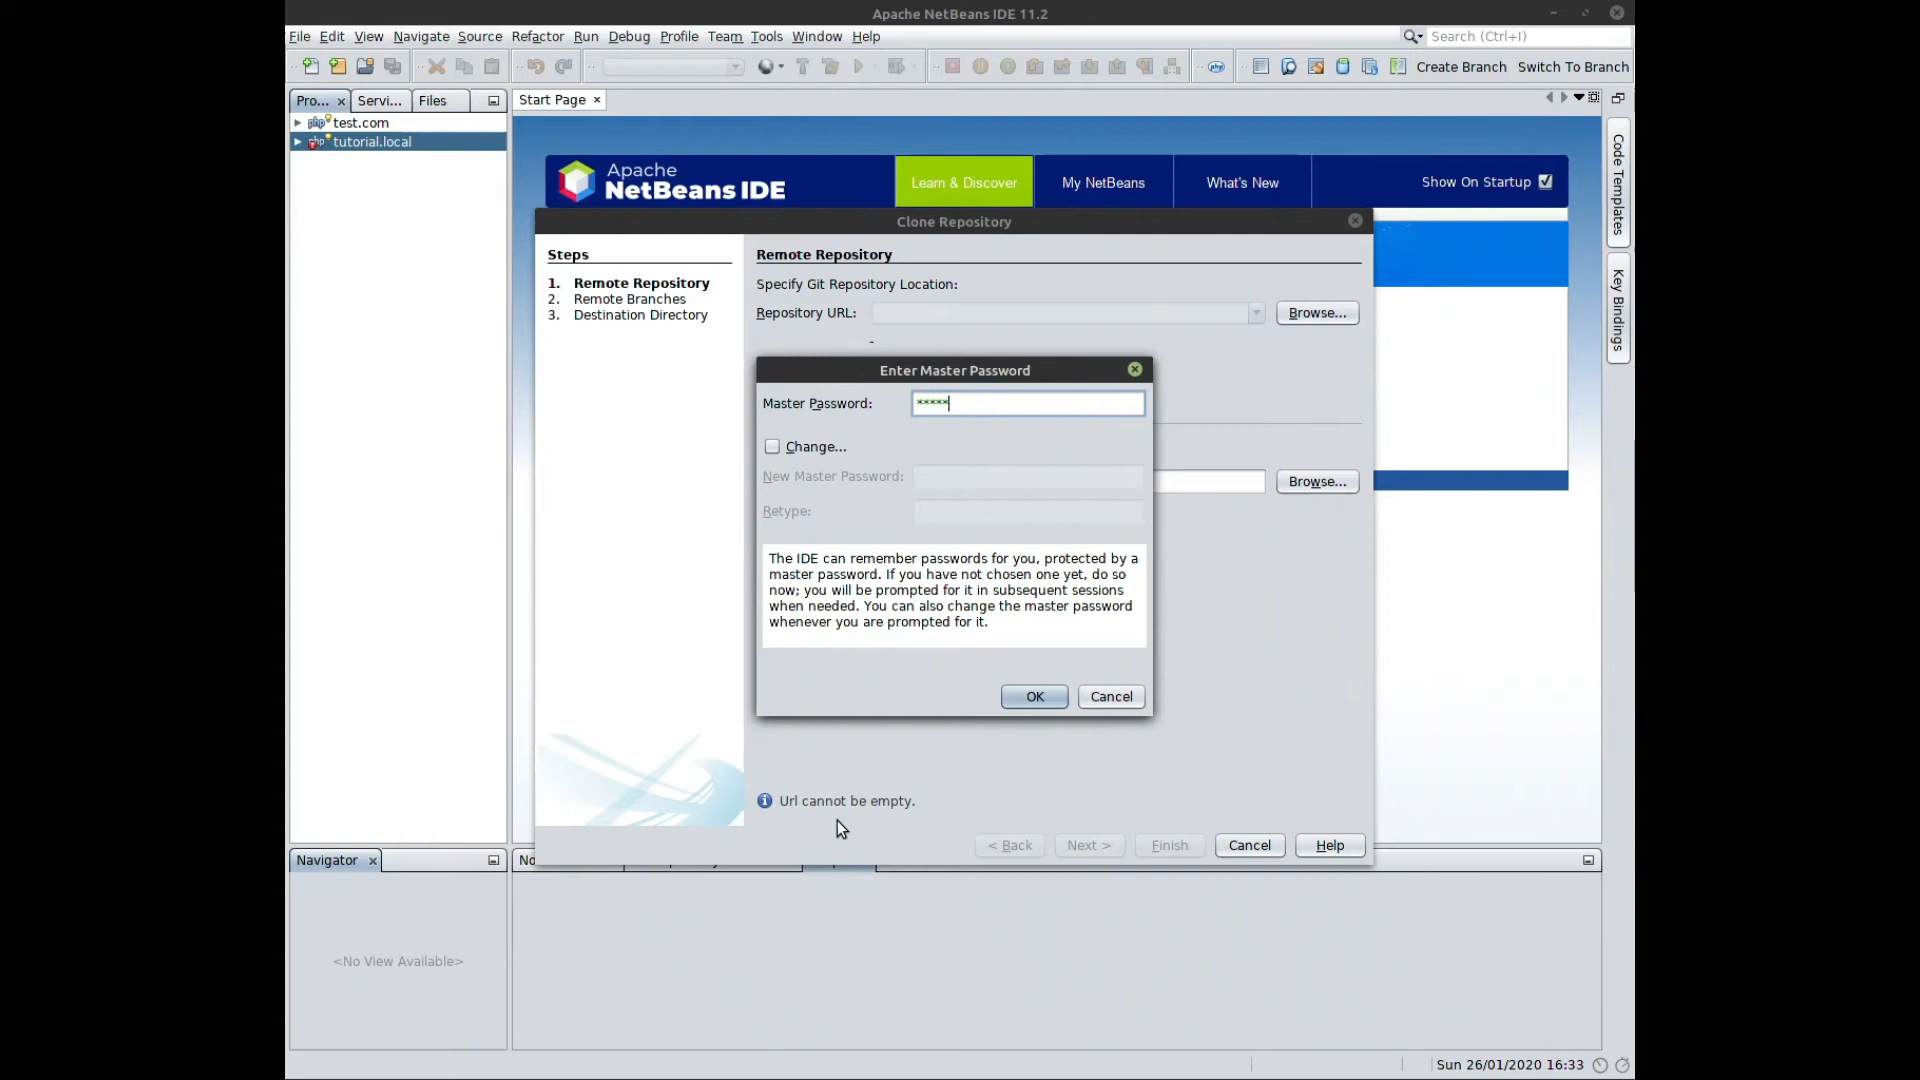 Apache NetBeans IDE 11.2
File Edit View Navigate Source Refactor Run Debug Profile Team Tools Window Help
Search (Ctrl+I)
Create Branch Switch To Branch
Pro... Servi... Files
Start Page
test.com
tutorial.local
Apache
NetBeans IDE
Learn & Discover
My NetBeans
What's New
Show On Startup
Code Templates
Key Bindings
Clone Repository
Steps
1. Remote Repository
2. Remote Branches
3. Destination Directory
Remote Repository
Specify Git Repository Location:
Repository URL:
Browse...
-
Enter Master Password
Master Password: *****
Change...
New Master Password:
Browse...
Retype:
The IDE can remember passwords for you, protected by a
master password. If you have not chosen one yet, do so
now; you will be prompted for it in subsequent sessions
when needed. You can also change the master password
whenever you are prompted for it.
OK Cancel
Url cannot be empty.
< Back Next > Finish Cancel Help
Navigator
<No View Available>
Sun 26/01/2020 16:33